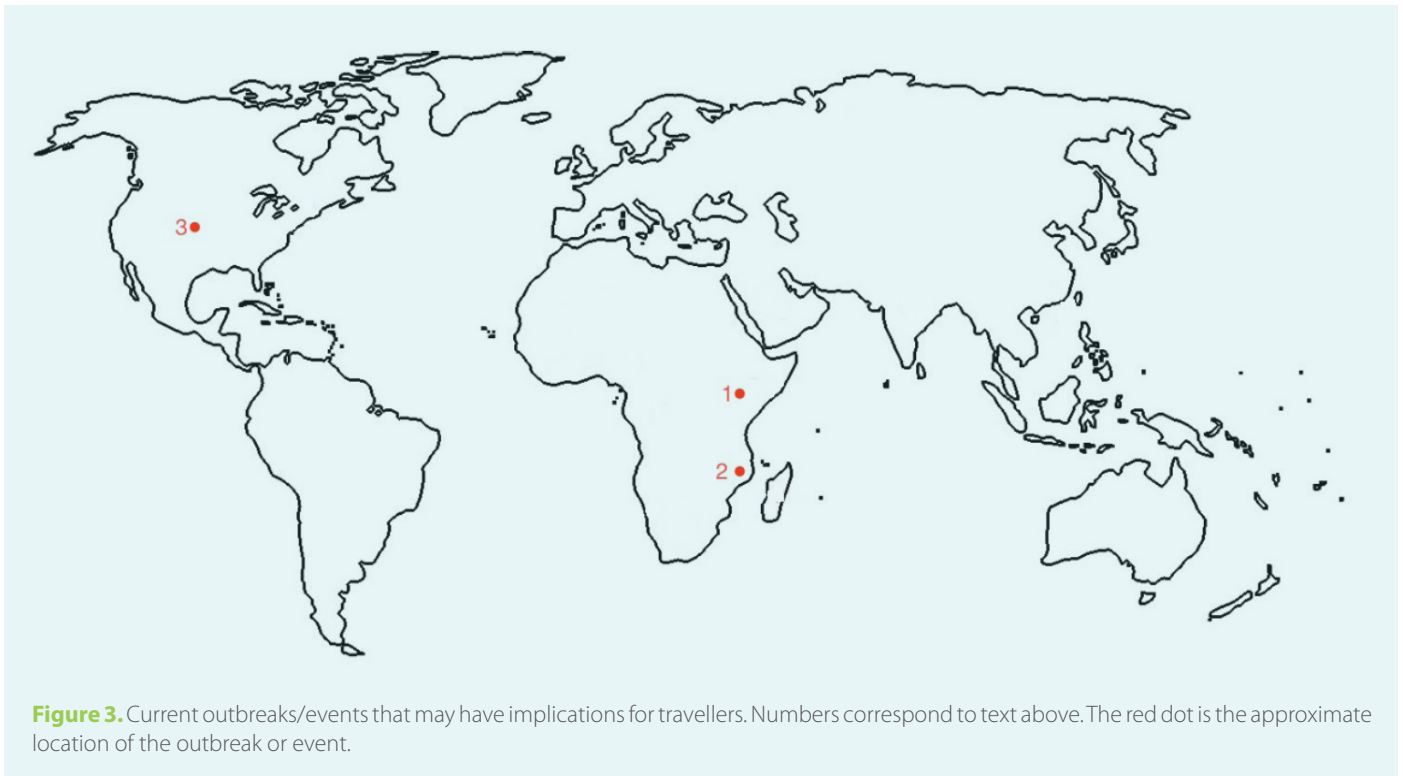 3
1
2
Figure 3. Current outbreaks/events that may have implications for travellers. Numbers correspond to text above. The red dot is the approximate
location of the outbreak or event.